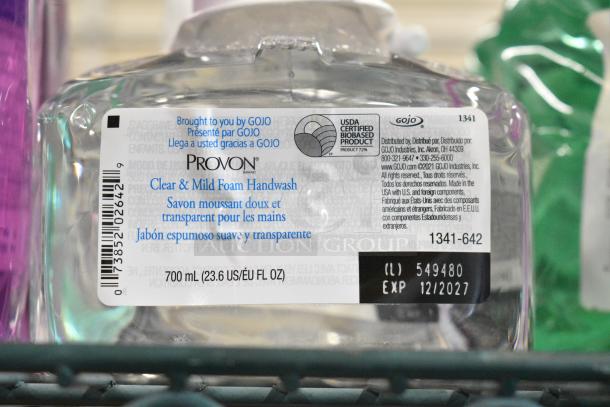 Brought to you by GOJO
Présenté par GOJO
Llega a usted gracias a GOJO
PROVON®
Clear & Mild Foam Handwash
Savon moussant doux et
transparent pour les mains
Jabón espumoso suave y transparente
700 mL (23.6 US/ÉU FL OZ)
0 73852 02642 9
USDA
CERTIFIED
BIOBASED
PRODUCT
PRODUCT 72%
GOJO
1341
Distributed by, Distribué par, Distribuido por:
GOJO Industries, Inc. Akron, OH 44309
800-321-9647 • 330-255-6000
www.GOJO.com ©2021 GOJO Industries, Inc.
All rights reserved., Tous droits réservés.,
Todos los derechos reservados. Made in the
USA with U.S. and foreign components,
Fabriqué aux États-Unis avec des composants
américains et étrangers, Fabricado en E.E.U.U.
con componentes Estadounidenses y
extranjeros.
1341-642
(L) 549480
EXP 12/2027
AUCTION GROUP